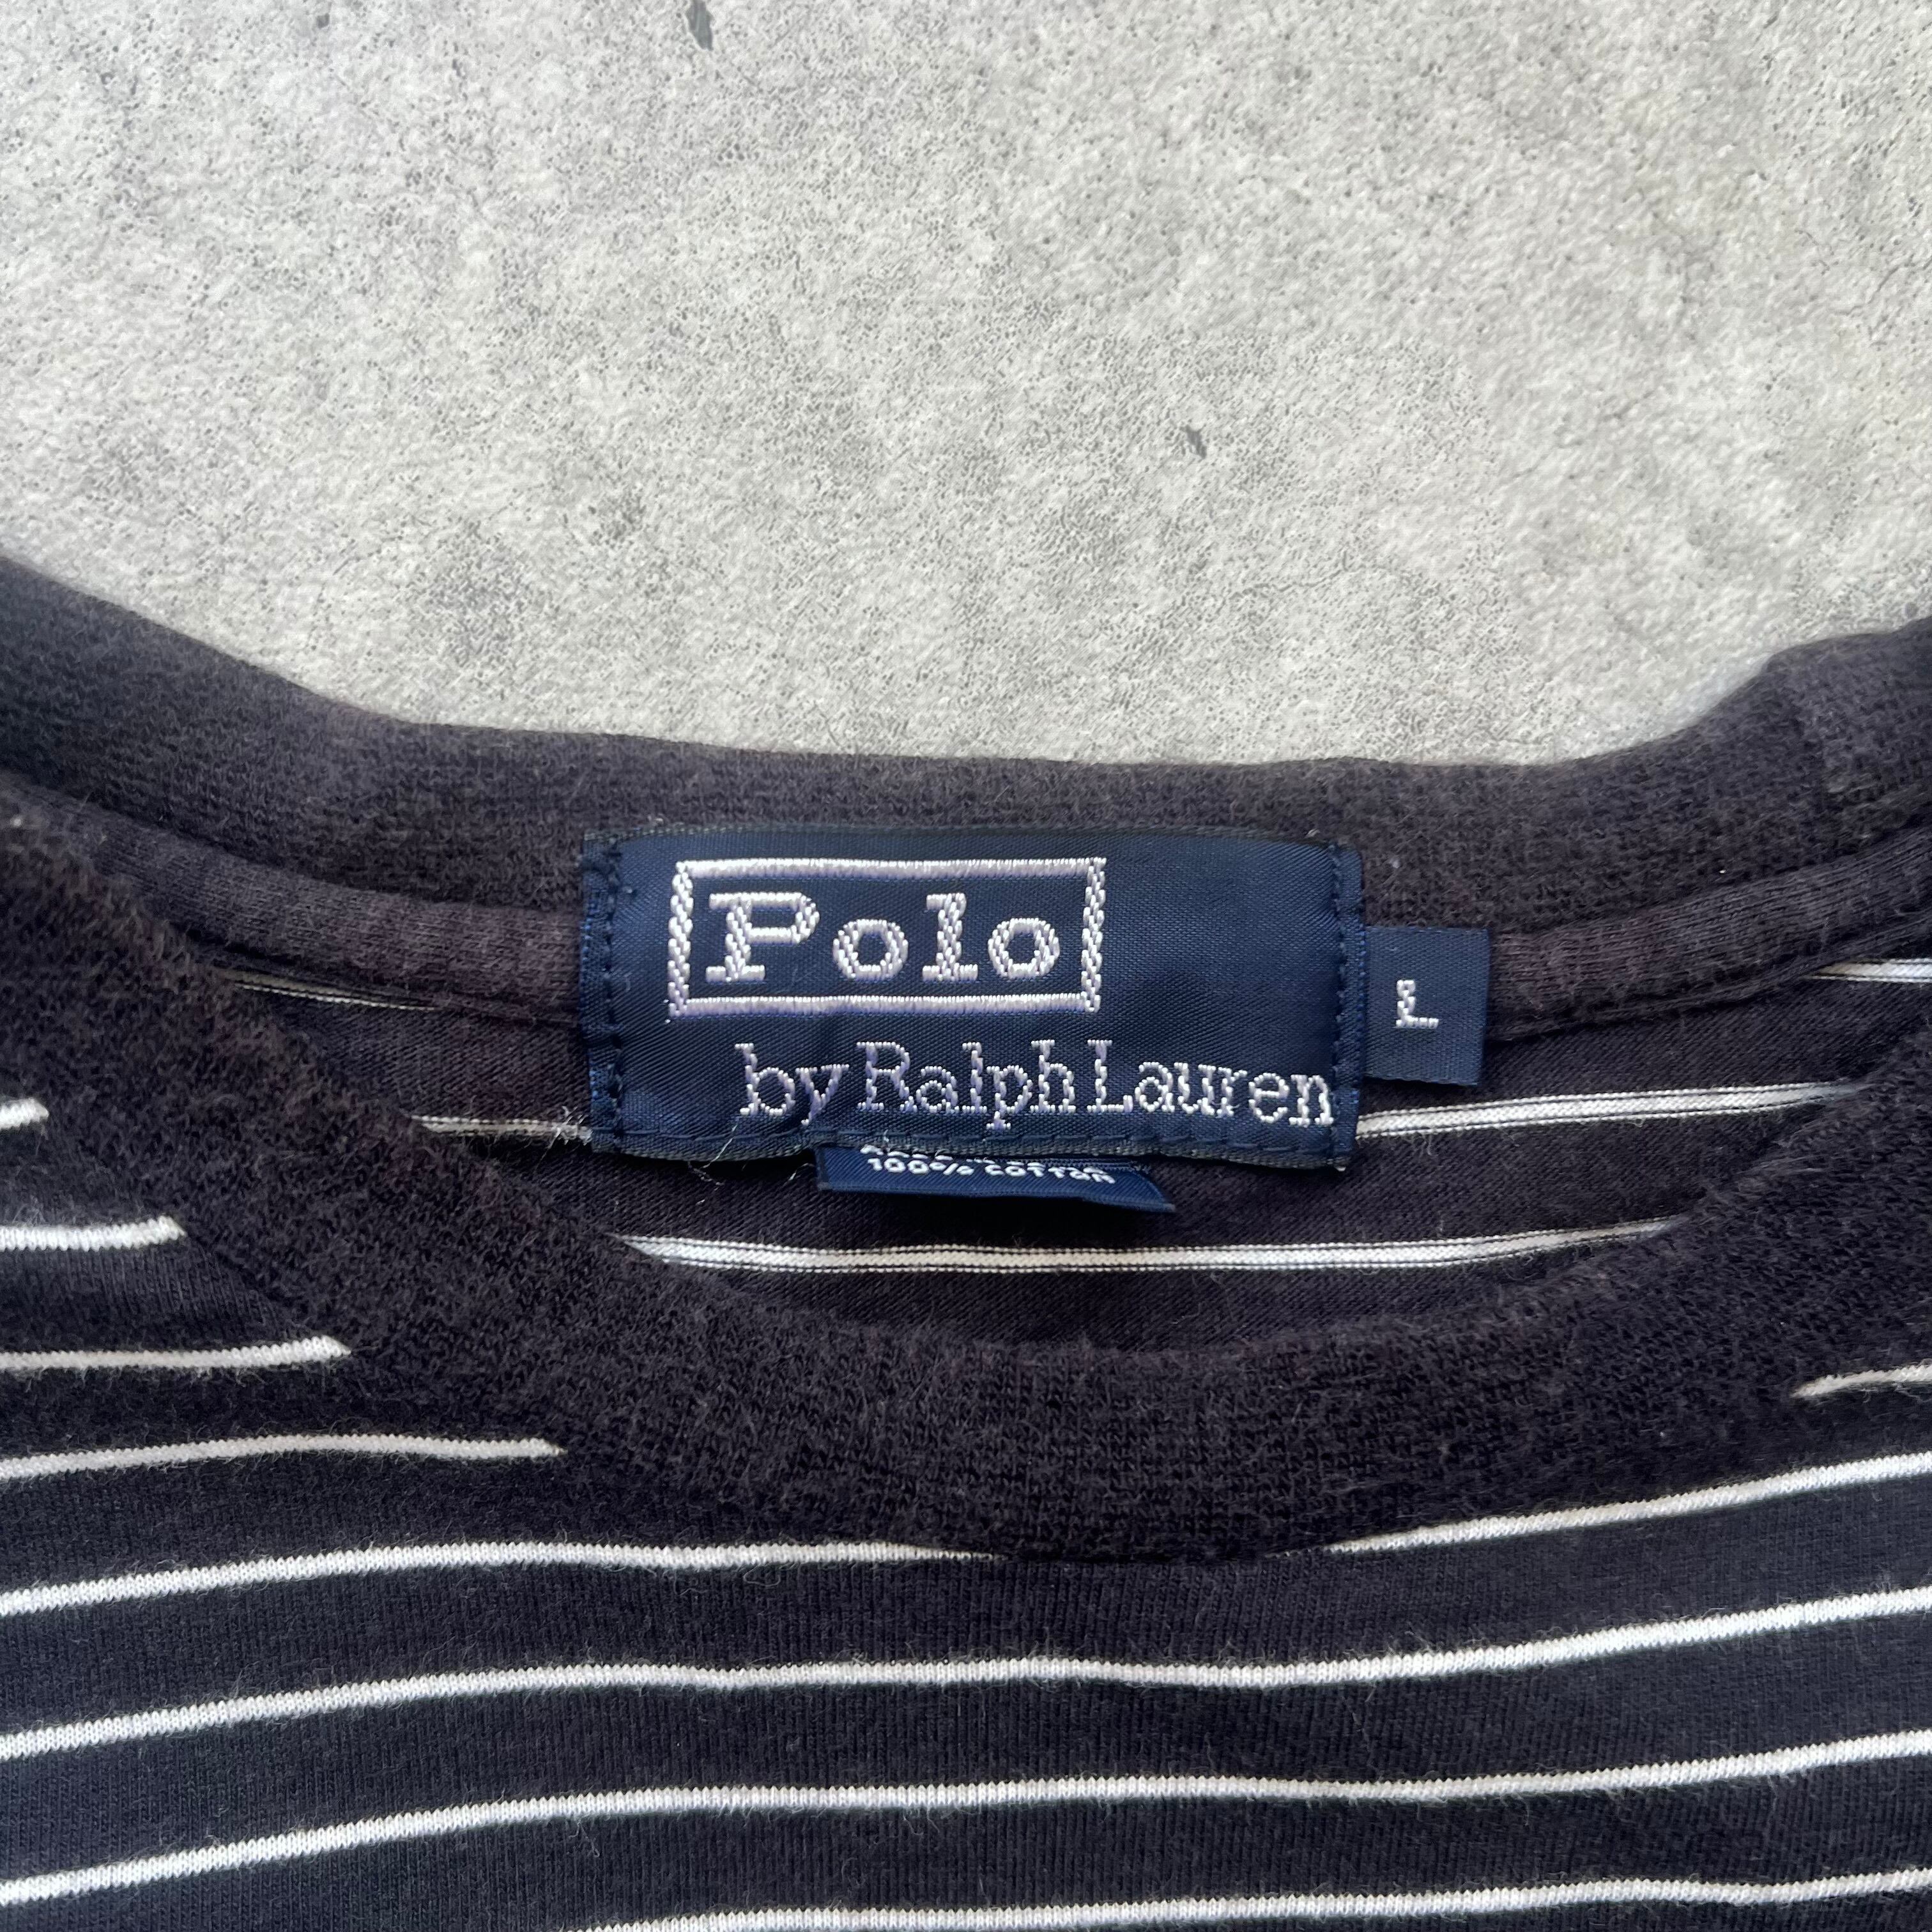 Polo
by Ralph Lauren
L
100% COTTON